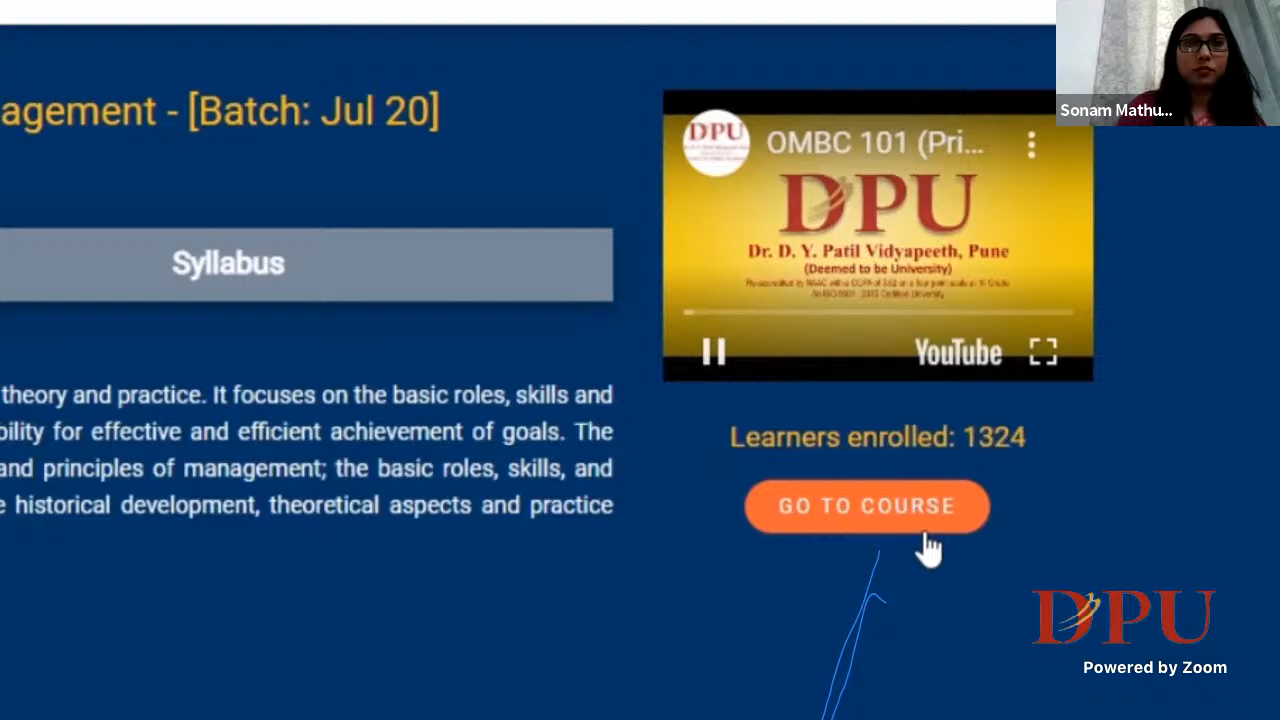 Sonam Mathu...
agement - [Batch: Jul 20]
DPU
OMBC 101 (Pri...
DPU
Dr. D. Y. Patil Vidyapeeth, Pune
(Deemed to be University)
YouTube
Syllabus
theory and practice. It focuses on the basic roles, skills and
bility for effective and efficient achievement of goals. The
and principles of management; the basic roles, skills, and
e historical development, theoretical aspects and practice
Learners enrolled: 1324
GO TO COURSE
DPU
Powered by Zoom